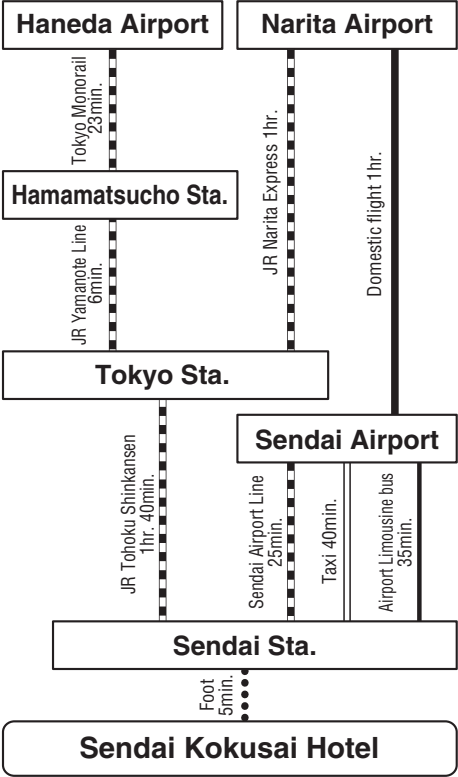 Haneda Airport
Narita Airport
Tokyo Monorail
23min.
JR Narita Express 1hr.
Domestic flight 1hr.
Hamamatsucho Sta.
JR Yamanote Line
6min.
Tokyo Sta.
Sendai Airport
JR Tohoku Shinkansen
1hr. 40min.
Sendai Airport Line
25min.
Taxi 40min.
Airport Limousine bus
35min.
Sendai Sta.
Foot
5min.
Sendai Kokusai Hotel